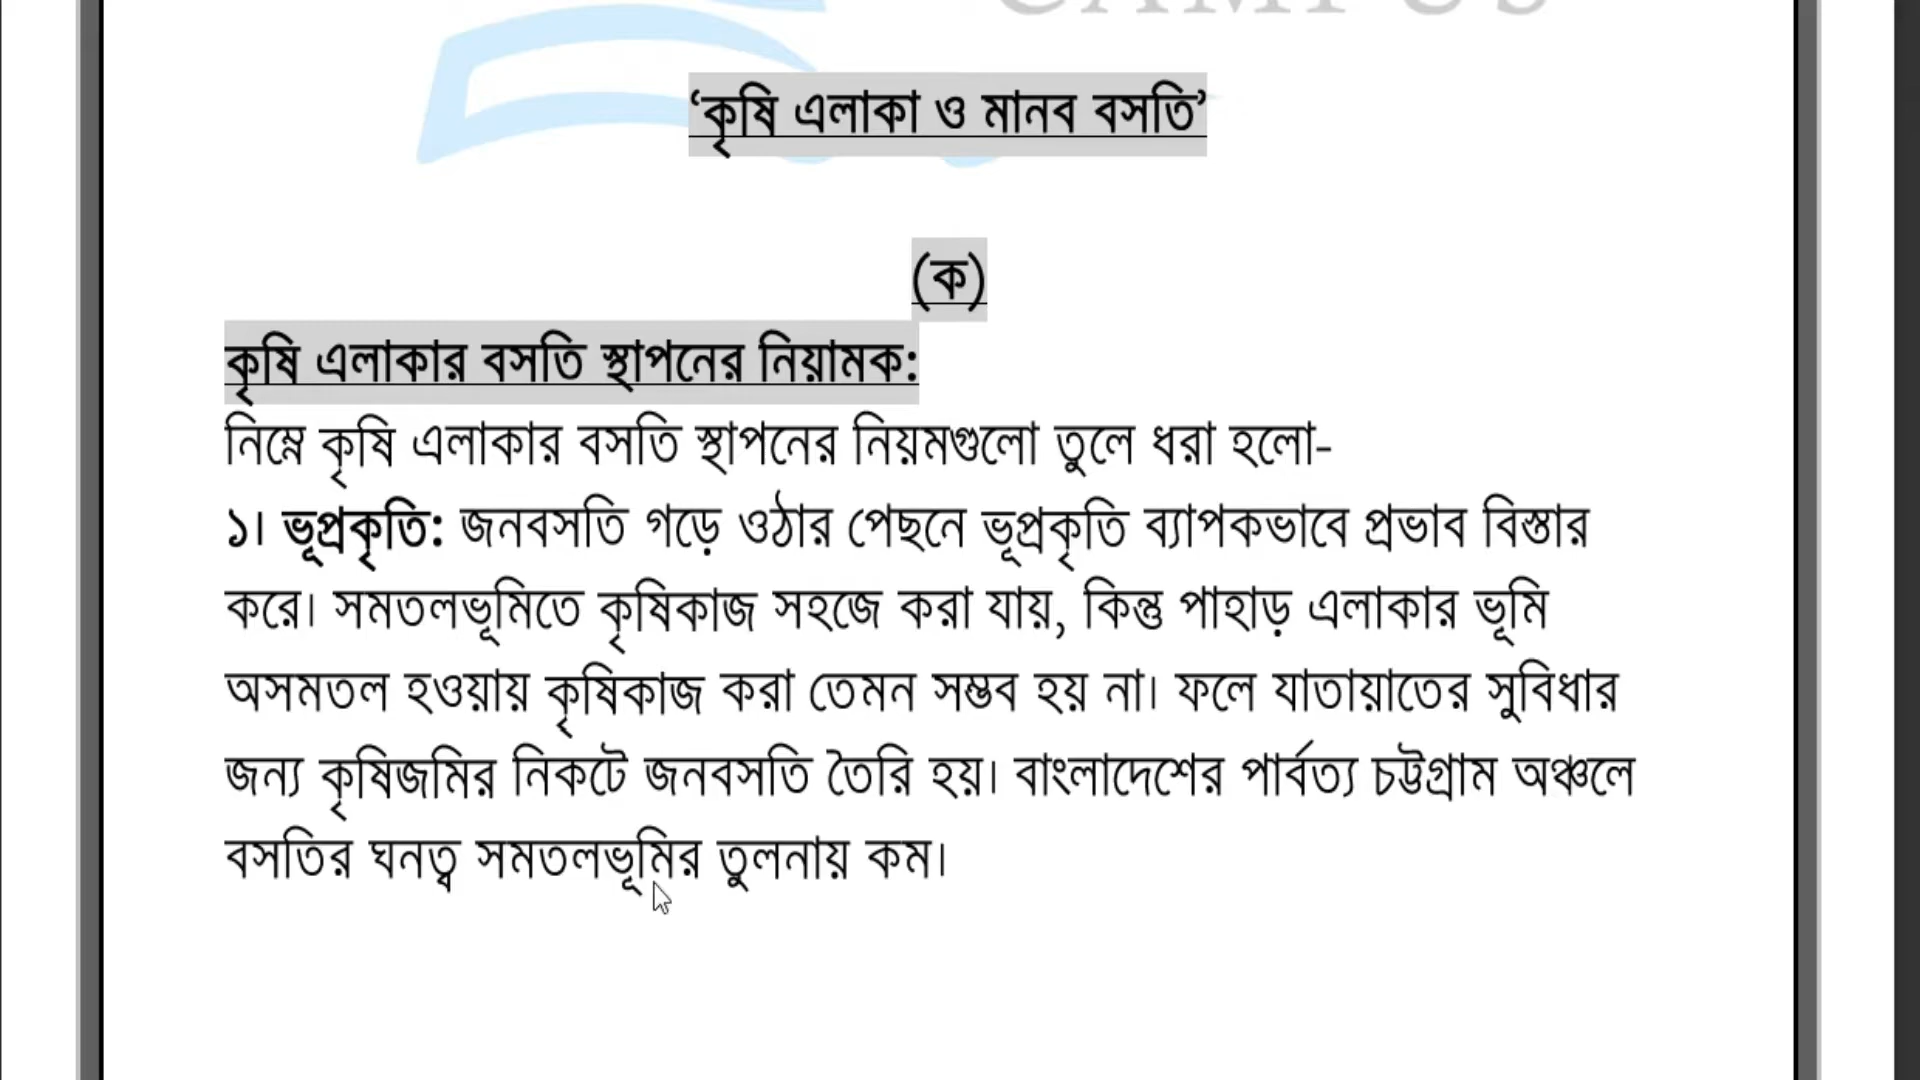 CAMPUS
‘কৃষি এলাকা ও মানব বসতি’
(ক)
কৃষি এলাকার বসতি স্থাপনের নিয়ামক:
নিম্নে কৃষি এলাকার বসতি স্থাপনের নিয়মগুলো তুলে ধরা হলো-
১। ভূপ্রকৃতি: জনবসতি গড়ে ওঠার পেছনে ভূপ্রকৃতি ব্যাপকভাবে প্রভাব বিস্তার
করে। সমতলভূমিতে কৃষিকাজ সহজে করা যায়, কিন্তু পাহাড় এলাকার ভূমি
অসমতল হওয়ায় কৃষিকাজ করা তেমন সম্ভব হয় না। ফলে যাতায়াতের সুবিধার
জন্য কৃষিজমির নিকটে জনবসতি তৈরি হয়। বাংলাদেশের পার্বত্য চট্টগ্রাম অঞ্চলে
বসতির ঘনত্ব সমতলভূমির তুলনায় কম।